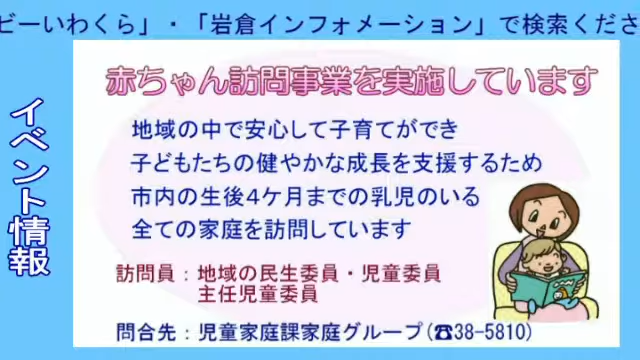 ビーいわくら」・「岩倉インフォメーション」で検索くださ
イベント情報
赤ちゃん訪問事業を実施しています
地域の中で安心して子育てができ
子どもたちの健やかな成長を支援するため
市内の生後4ケ月までの乳児のいる
全ての家庭を訪問しています
訪問員：地域の民生委員・児童委員
主任児童委員
問合先：児童家庭課家庭グループ(☎38-5810)